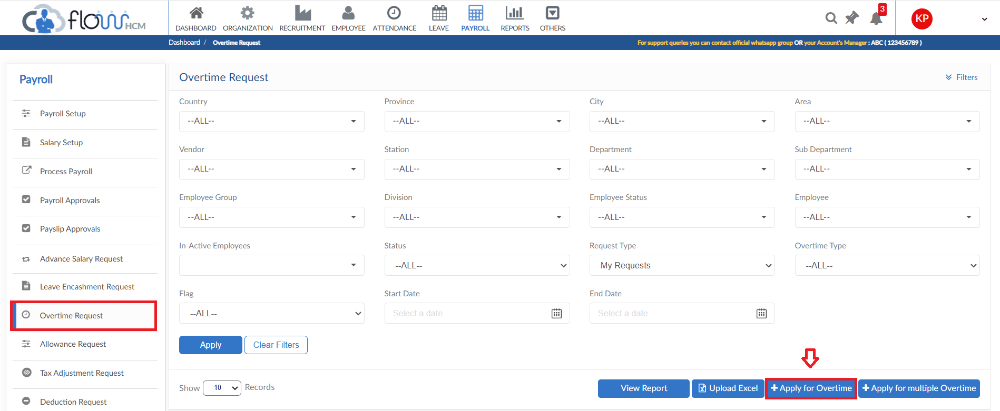 flowHCM
DASHBOARD ORGANIZATION RECRUITMENT EMPLOYEE ATTENDANCE LEAVE PAYROLL REPORTS OTHERS
3
KP
Dashboard / Overtime Request
For support queries you can contact official whatsapp group OR your Account's Manager : ABC ( 123456789 )
Payroll
Payroll Setup
Salary Setup
Process Payroll
Payroll Approvals
Payslip Approvals
Advance Salary Request
Leave Encashment Request
Overtime Request
Allowance Request
Tax Adjustment Request
Deduction Request
Overtime Request
Filters
Country Province City Area
--ALL-- --ALL-- --ALL-- --ALL--
Vendor Station Department Sub Department
--ALL-- --ALL-- --ALL-- --ALL--
Employee Group Division Employee Status Employee
--ALL-- --ALL-- --ALL-- --ALL--
In-Active Employees Status Request Type Overtime Type
--ALL-- My Requests --ALL--
Flag Start Date End Date
--ALL-- Select a date... Select a date...
Apply Clear Filters
Show 10 Records
View Report Upload Excel + Apply for Overtime + Apply for multiple Overtime